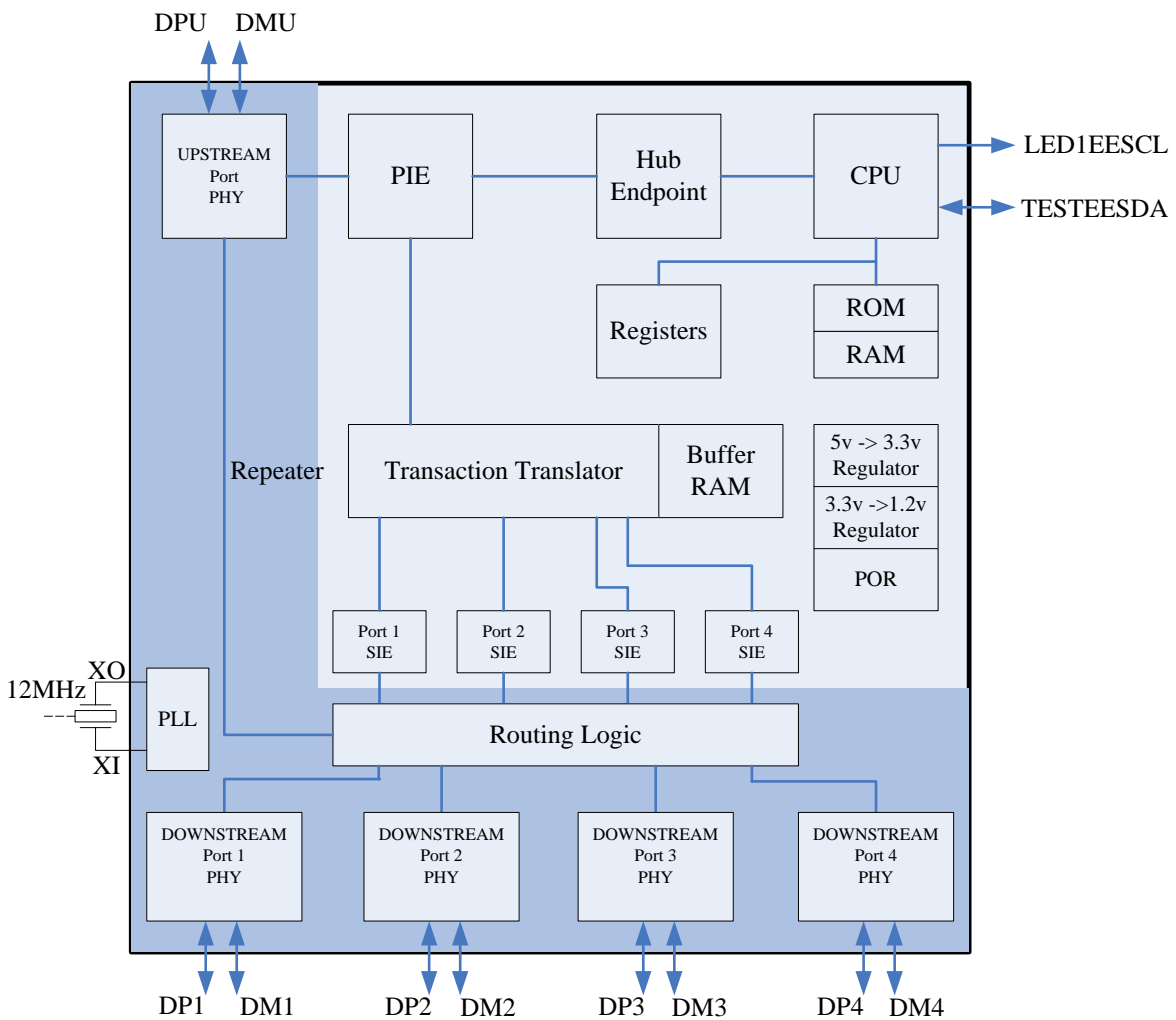 DPU DMU
UPSTREAM
Port
PHY
PIE
Hub
Endpoint
CPU
LED1EESCL
TESTEESDA
Registers
ROM
RAM
Repeater
Transaction Translator
Buffer
RAM
5v -> 3.3v
Regulator
3.3v ->1.2v
Regulator
POR
Port 1
SIE
Port 2
SIE
Port 3
SIE
Port 4
SIE
XO
12MHz
XI
PLL
Routing Logic
DOWNSTREAM
Port 1
PHY
DOWNSTREAM
Port 2
PHY
DOWNSTREAM
Port 3
PHY
DOWNSTREAM
Port 4
PHY
DP1 DM1 DP2 DM2 DP3 DM3 DP4 DM4